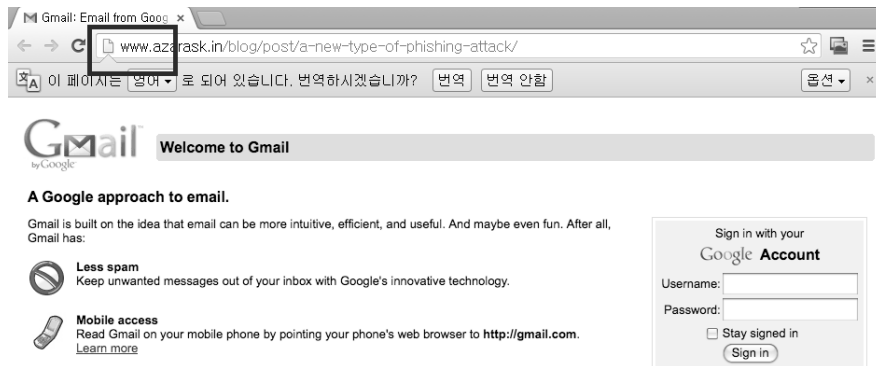 Gmail: Email from Goog ×
www.azarask.in/blog/post/a-new-type-of-phishing-attack/
이 페이지는 영어 로 되어 있습니다. 번역하시겠습니까? 번역 번역 안함 옵션 ×
Gmail
by Google
Welcome to Gmail
A Google approach to email.
Gmail is built on the idea that email can be more intuitive, efficient, and useful. And maybe even fun. After all,
Gmail has:
Less spam
Keep unwanted messages out of your inbox with Google's innovative technology.
Mobile access
Read Gmail on your mobile phone by pointing your phone's web browser to http://gmail.com.
Learn more
Sign in with your
Google Account
Username:
Password:
Stay signed in
Sign in